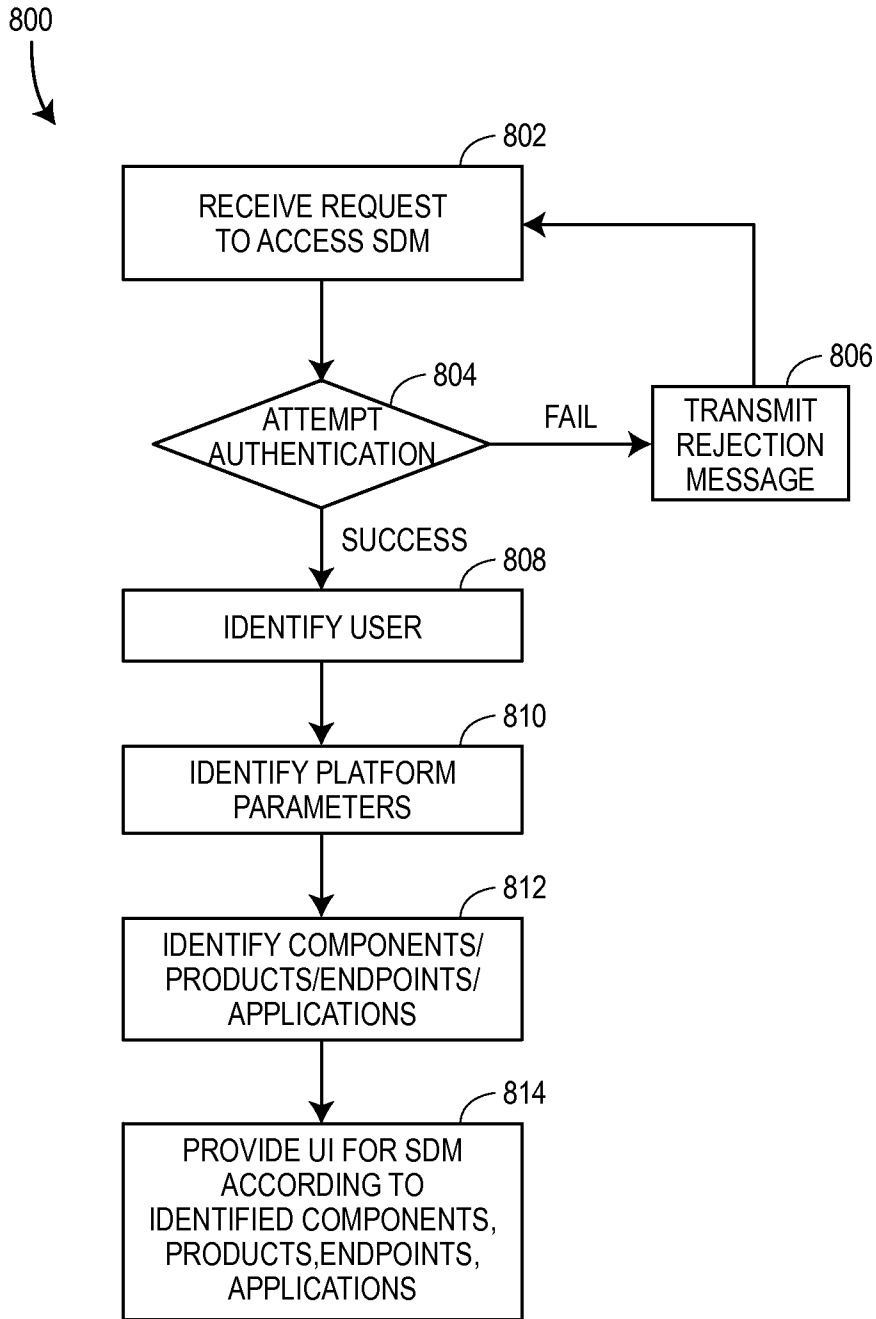 800
802
RECEIVE REQUEST
TO ACCESS SDM
804
ATTEMPT
AUTHENTICATION
FAIL
806
TRANSMIT
REJECTION
MESSAGE
SUCCESS
808
IDENTIFY USER
810
IDENTIFY PLATFORM
PARAMETERS
812
IDENTIFY COMPONENTS/
PRODUCTS/ENDPOINTS/
APPLICATIONS
814
PROVIDE UI FOR SDM
ACCORDING TO
IDENTIFIED COMPONENTS,
PRODUCTS,ENDPOINTS,
APPLICATIONS